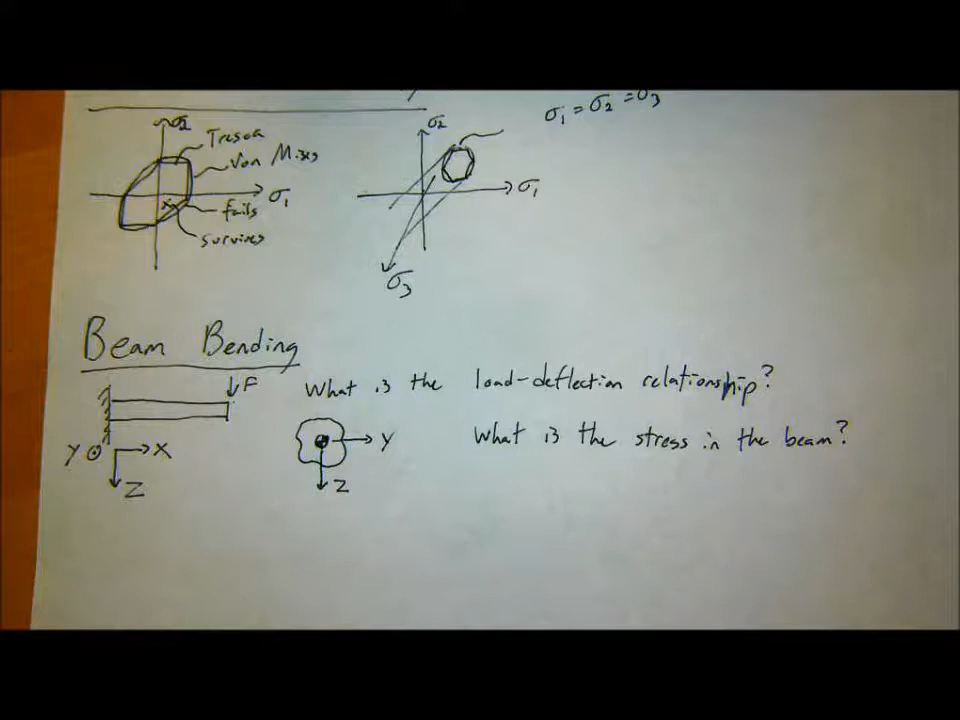 σ₁ = σ₂ = σ₃
σ₂
Tresca
Von Mises
σ₁
fails
survives
σ₂
σ₁
σ₃
Beam Bending
F
What is the load-deflection relationship?
What is the stress in the beam?
Y
X
Z
Y
Z